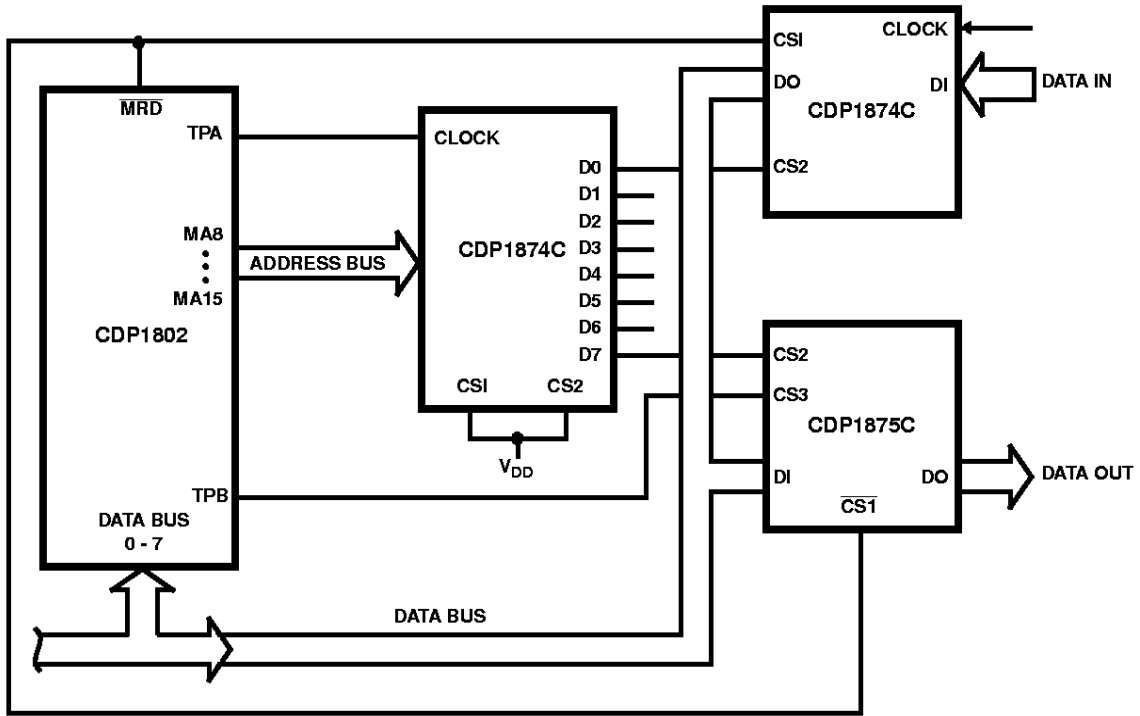 MRD
TPA
MA8
MA15
CDP1802
TPB
DATA BUS
0 - 7
ADDRESS BUS
CLOCK
D0
D1
D2
CDP1874C
D3
D4
D5
D6
D7
CSI
CS2
VDD
DATA BUS
CSI
CLOCK
DO
DI
DATA IN
CDP1874C
CS2
CS2
CS3
CDP1875C
DI
DO
DATA OUT
CS1